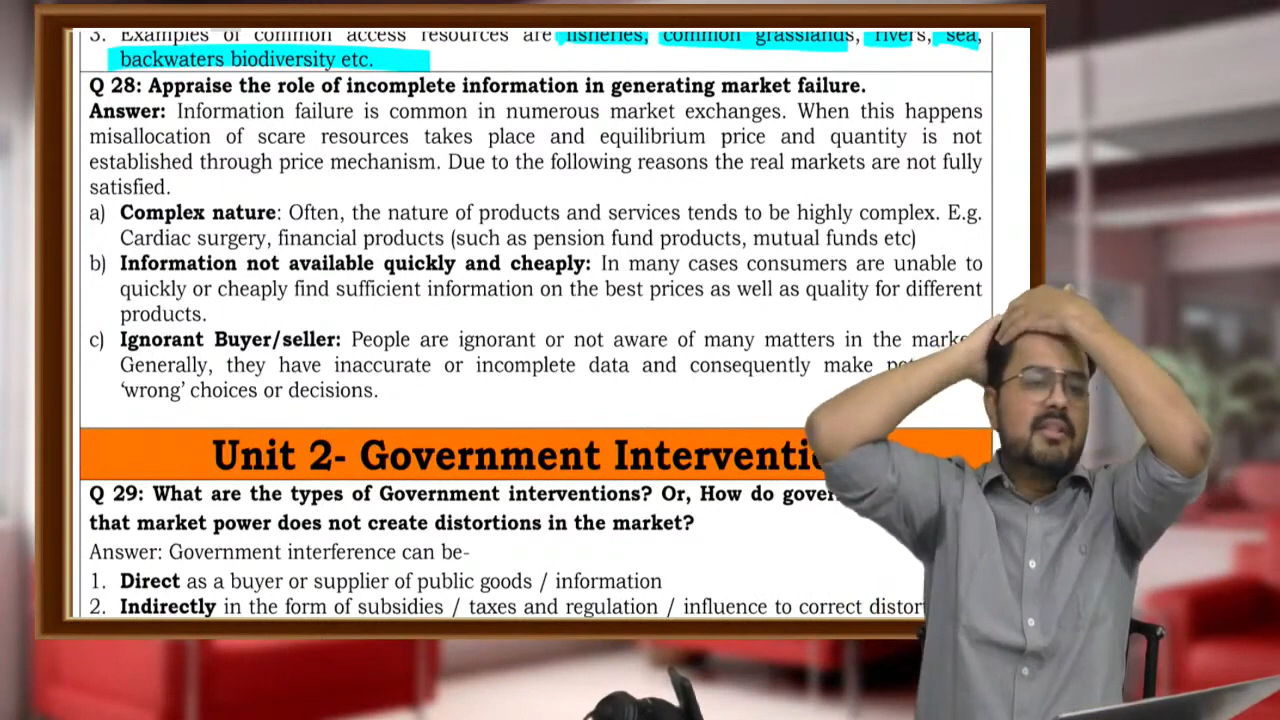 3. Examples of common access resources are fisheries, common grasslands, rivers, sea,
backwaters biodiversity etc.
Q 28: Appraise the role of incomplete information in generating market failure.
Answer: Information failure is common in numerous market exchanges. When this happens
misallocation of scare resources takes place and equilibrium price and quantity is not
established through price mechanism. Due to the following reasons the real markets are not fully
satisfied.
a) Complex nature: Often, the nature of products and services tends to be highly complex. E.g.
Cardiac surgery, financial products (such as pension fund products, mutual funds etc)
b) Information not available quickly and cheaply: In many cases consumers are unable to
quickly or cheaply find sufficient information on the best prices as well as quality for different
products.
c) Ignorant Buyer/seller: People are ignorant or not aware of many matters in the
Generally, they have inaccurate or incomplete data and consequently make
‘wrong’ choices or decisions.
Unit 2- Government
Q 29: What are the types of Government interventions? Or, How do
that market power does not create distortions in the market?
Answer: Government interference can be-
1. Direct as a buyer or supplier of public goods / information
2. Indirectly in the form of subsidies / taxes and regulation / influence to correct